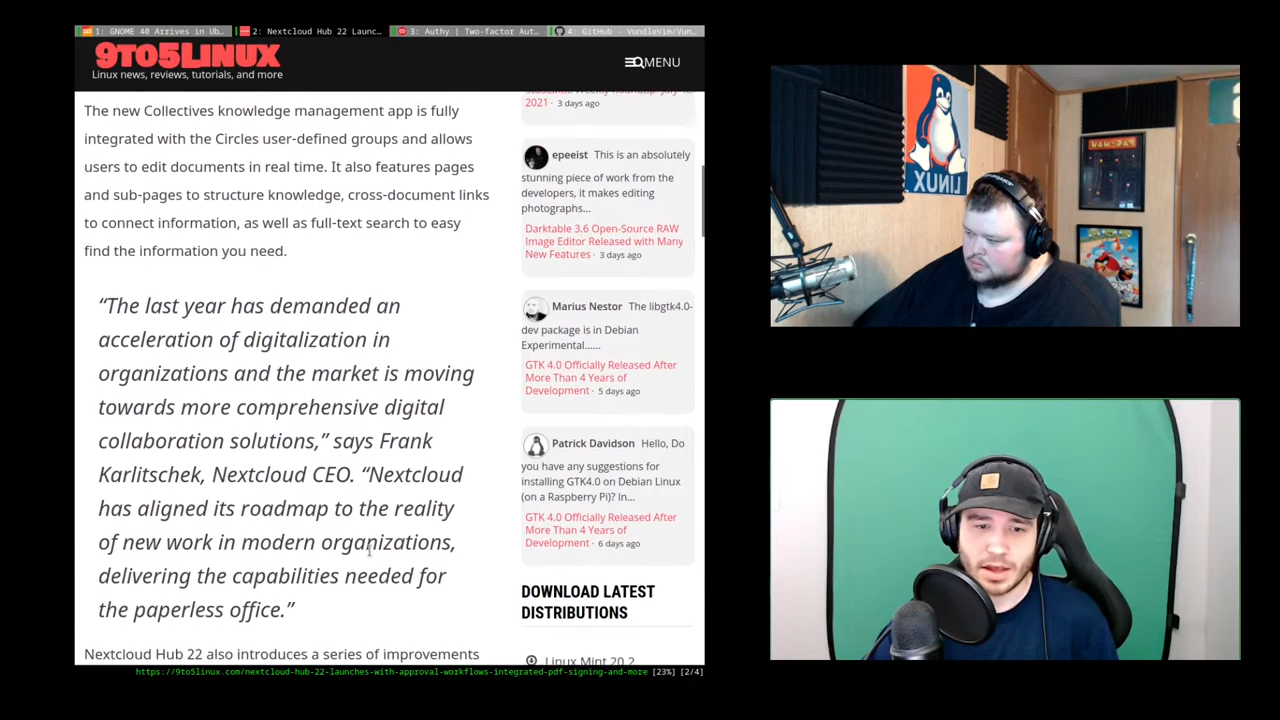 1: GNOME 40 Arrives in Ub...
2: Nextcloud Hub 22 Launc...
3: Authy | Two-factor Aut...
4: GitHub - VundleVim/Vun...
9TO5LINUX
Linux news, reviews, tutorials, and more
MENU
The new Collectives knowledge management app is fully
integrated with the Circles user-defined groups and allows
users to edit documents in real time. It also features pages
and sub-pages to structure knowledge, cross-document links
to connect information, as well as full-text search to easy
find the information you need.
“The last year has demanded an
acceleration of digitalization in
organizations and the market is moving
towards more comprehensive digital
collaboration solutions,” says Frank
Karlitschek, Nextcloud CEO. “Nextcloud
has aligned its roadmap to the reality
of new work in modern organizations,
delivering the capabilities needed for
the paperless office.”
Nextcloud Hub 22 also introduces a series of improvements
2021 · 3 days ago
epeeist This is an absolutely
stunning piece of work from the
developers, it makes editing
photographs...
Darktable 3.6 Open-Source RAW
Image Editor Released with Many
New Features · 3 days ago
Marius Nestor The libgtk4.0-
dev package is in Debian
Experimental......
GTK 4.0 Officially Released After
More Than 4 Years of
Development · 5 days ago
Patrick Davidson Hello, Do
you have any suggestions for
installing GTK4.0 on Debian Linux
(on a Raspberry Pi)? In...
GTK 4.0 Officially Released After
More Than 4 Years of
Development · 6 days ago
DOWNLOAD LATEST
DISTRIBUTIONS
Linux Mint 20.2
https://9to5linux.com/nextcloud-hub-22-launches-with-approval-workflows-integrated-pdf-signing-and-more [23%] [2/4]
LINUX
PAC-MAN